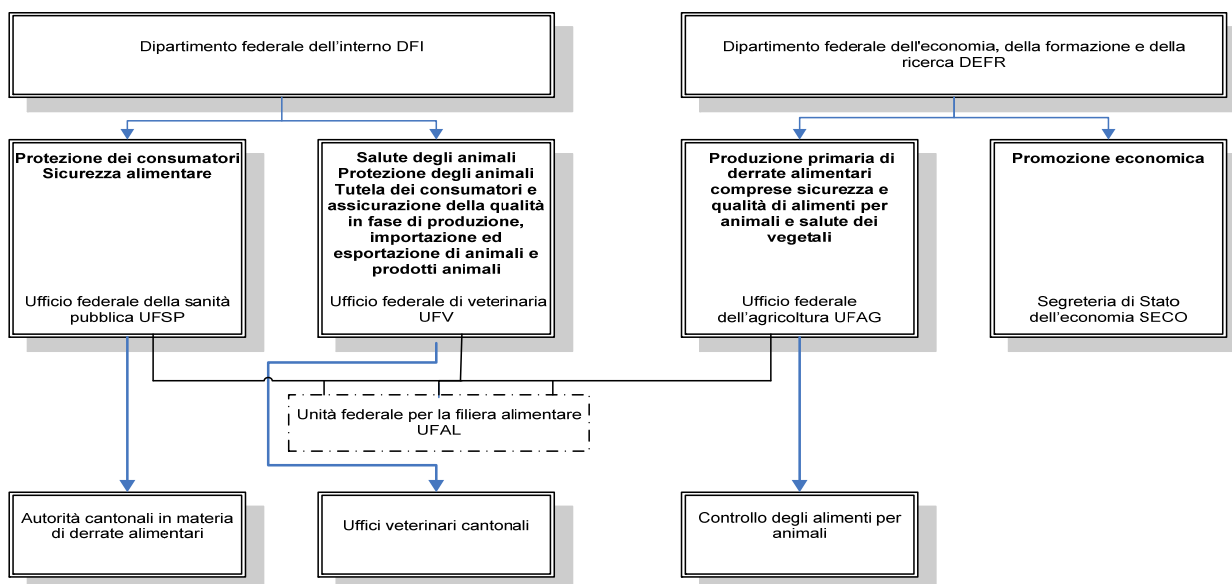 Dipartimento federale dell'interno DFI
Dipartimento federale dell'economia, della formazione e della
ricerca DEFR
Protezione dei consumatori
Sicurezza alimentare
Ufficio federale della sanità
pubblica UFSP
Salute degli animali
Protezione degli animali
Tutela dei consumatori e
assicurazione della qualità
in fase di produzione,
importazione ed
esportazione di animali e
prodotti animali
Ufficio federale di veterinaria
UFV
Produzione primaria di
derrate alimentari
comprese sicurezza e
qualità di alimenti per
animali e salute dei
vegetali
Ufficio federale
dell'agricoltura UFAG
Promozione economica
Segreteria di Stato
dell'economia SECO
Unità federale per la filiera alimentare
UFAL
Autorità cantonali in materia
di derrate alimentari
Uffici veterinari cantonali
Controllo degli alimenti per
animali